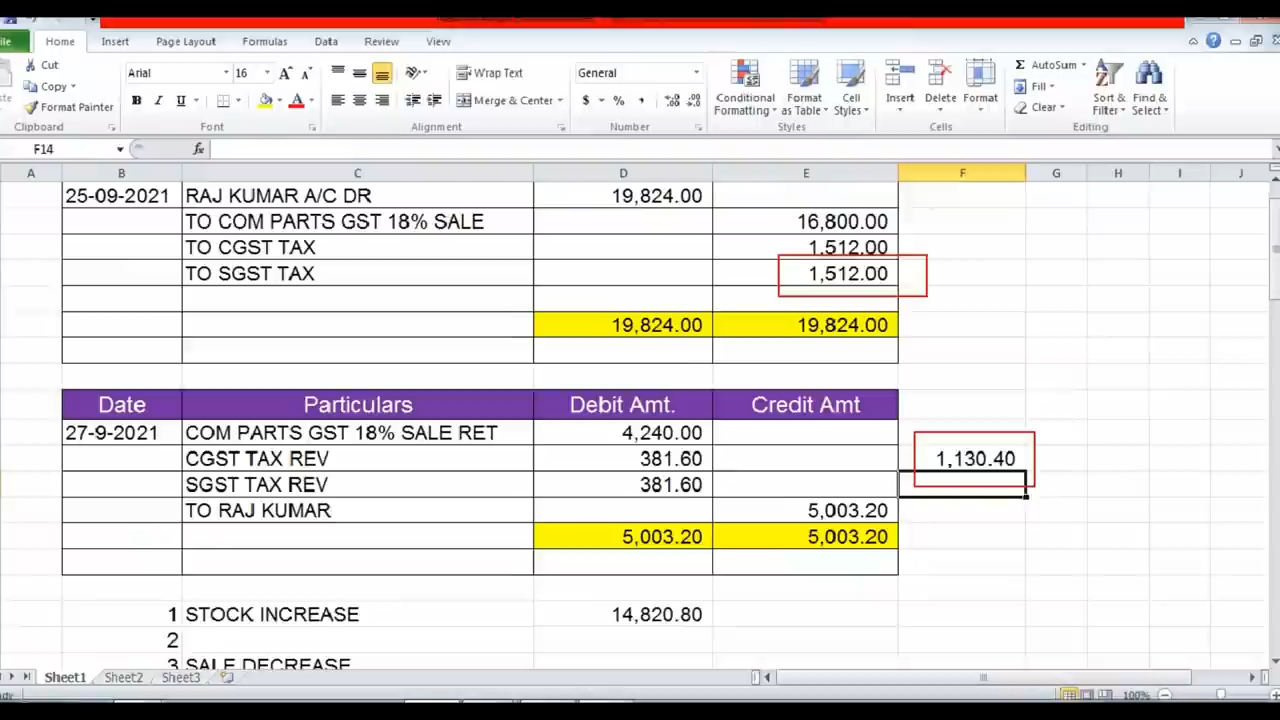 Home Insert Page Layout Formulas Data Review View
Cut Arial 16 Wrap Text General AutoSum
Copy Fill
Format Painter B I U Merge & Center $ % , Conditional Formatting Format as Table Cell Styles Insert Delete Format Clear Sort & Filter Find & Select
Clipboard Font Alignment Number Styles Cells Editing
F14 fx
A B C D E F G H I J
25-09-2021 RAJ KUMAR A/C DR 19,824.00
TO COM PARTS GST 18% SALE 16,800.00
TO CGST TAX 1,512.00
TO SGST TAX 1,512.00
19,824.00 19,824.00
Date Particulars Debit Amt. Credit Amt
27-9-2021 COM PARTS GST 18% SALE RET 4,240.00
CGST TAX REV 381.60 1,130.40
SGST TAX REV 381.60
TO RAJ KUMAR 5,003.20
5,003.20 5,003.20
1 STOCK INCREASE 14,820.80
2
3 SALE DECREASE
Sheet1 Sheet2 Sheet3
100%